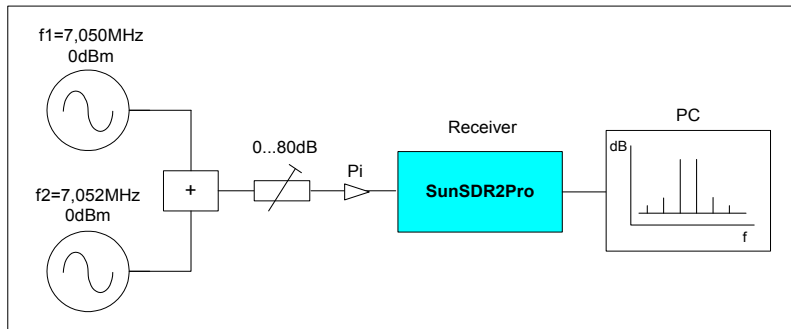 f1=7,050MHz
0dBm
f2=7,052MHz
0dBm
+
0...80dB
Pi
Receiver
SunSDR2Pro
PC
dB
f